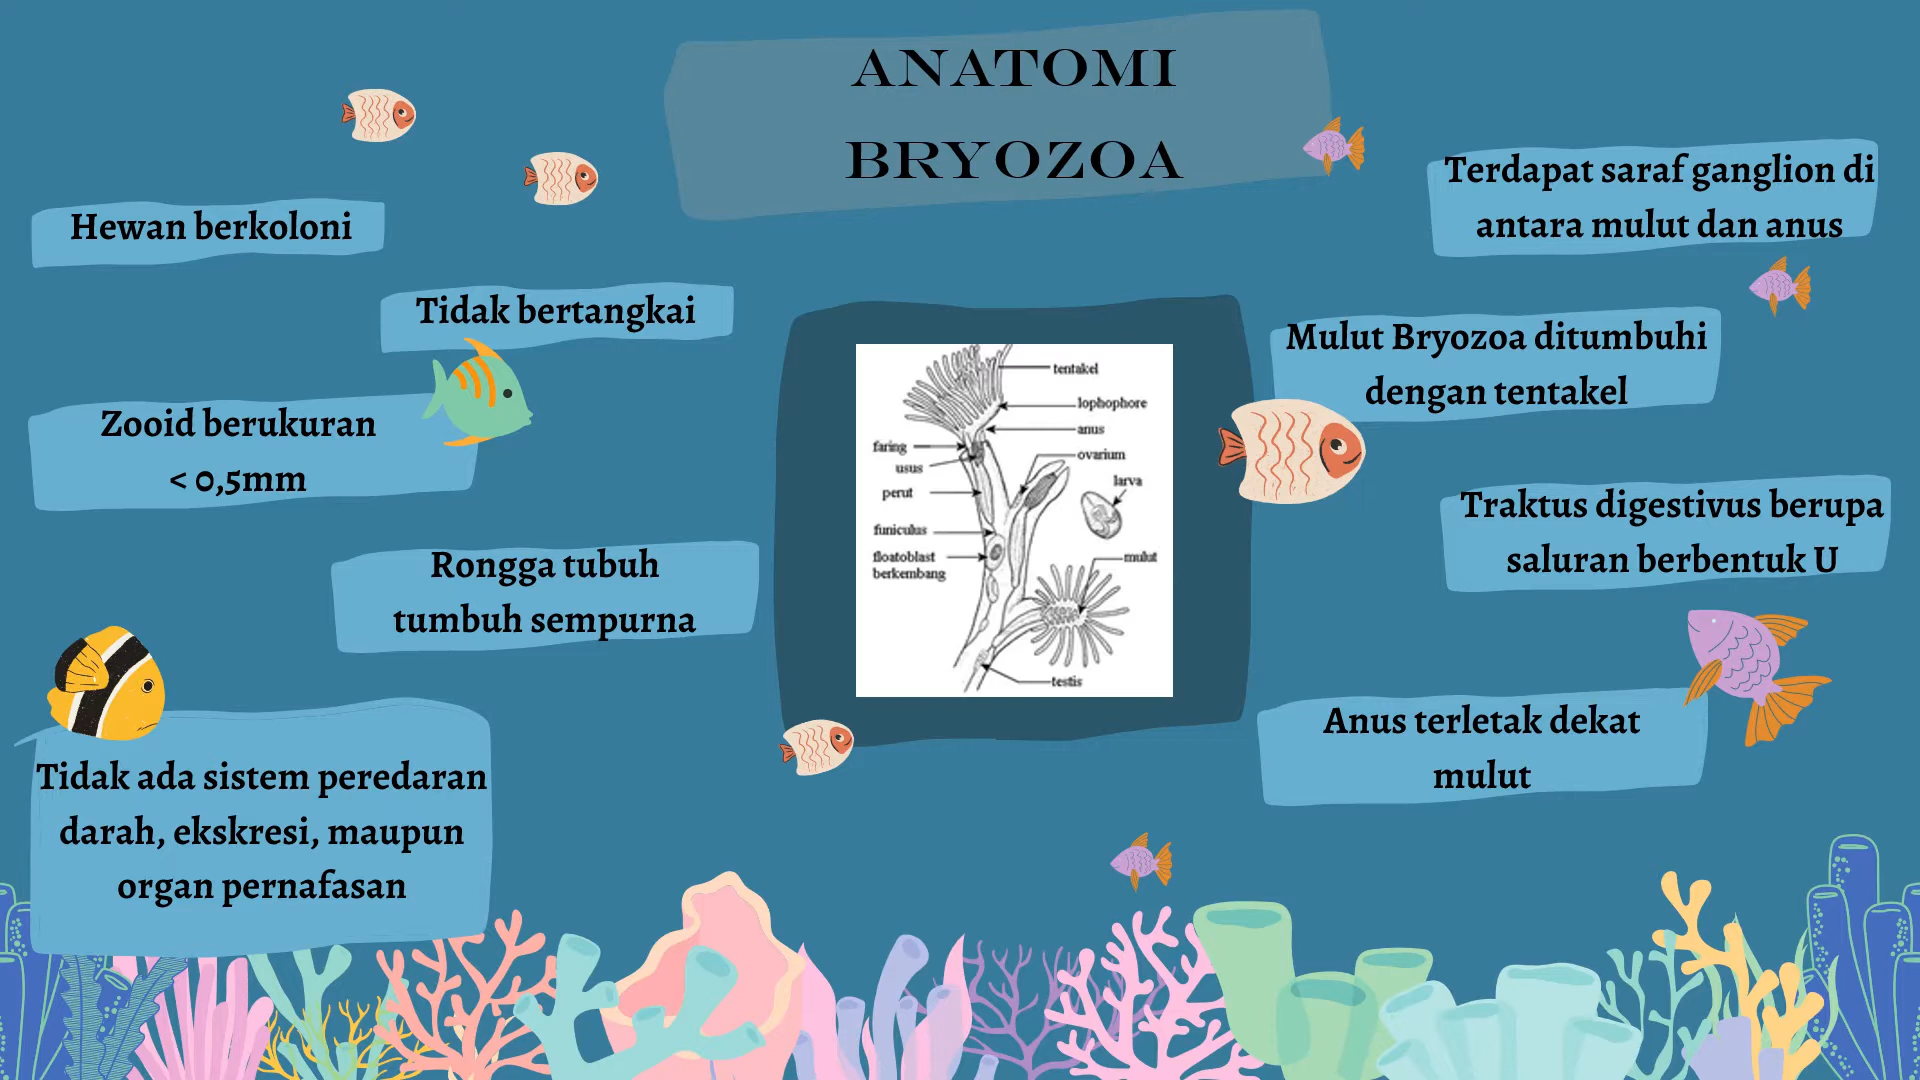 ANATOMI
BRYOZOA
Hewan berkoloni
Tidak bertangkai
Zooid berukuran
< 0,5mm
Rongga tubuh
tumbuh sempurna
Tidak ada sistem peredaran
darah, ekskresi, maupun
organ pernafasan
tentakel
lophophore
anus
faring
usus
ovarium
larva
perut
funiculus
floatoblast
berkembang
mulut
testis
Terdapat saraf ganglion di
antara mulut dan anus
Mulut Bryozoa ditumbuhi
dengan tentakel
Traktus digestivus berupa
saluran berbentuk U
Anus terletak dekat
mulut